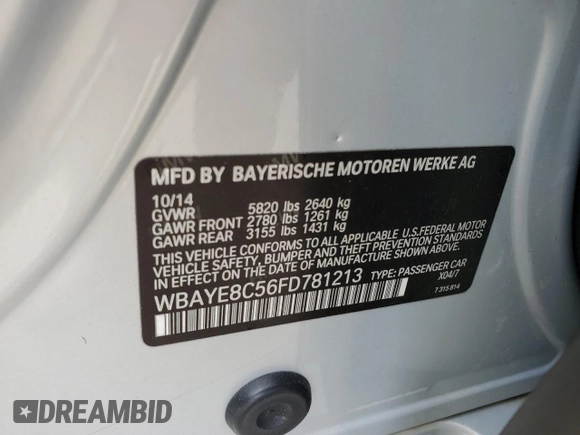 MFD BY BAYERISCHE MOTOREN WERKE AG
10/14
GVWR 5820 lbs 2640 kg
GAWR FRONT 2780 lbs 1261 kg
GAWR REAR 3155 lbs 1431 kg
THIS VEHICLE CONFORMS TO ALL APPLICABLE U.S.FEDERAL MOTOR
VEHICLE SAFETY, BUMPER, AND THEFT PREVENTION STANDARDS
IN EFFECT ON THE DATE OF MANUFACTURE SHOWN ABOVE.
WBAYE8C56FD781213 TYPE: PASSENGER CAR
X04/7
7 315 814
DREAMBID